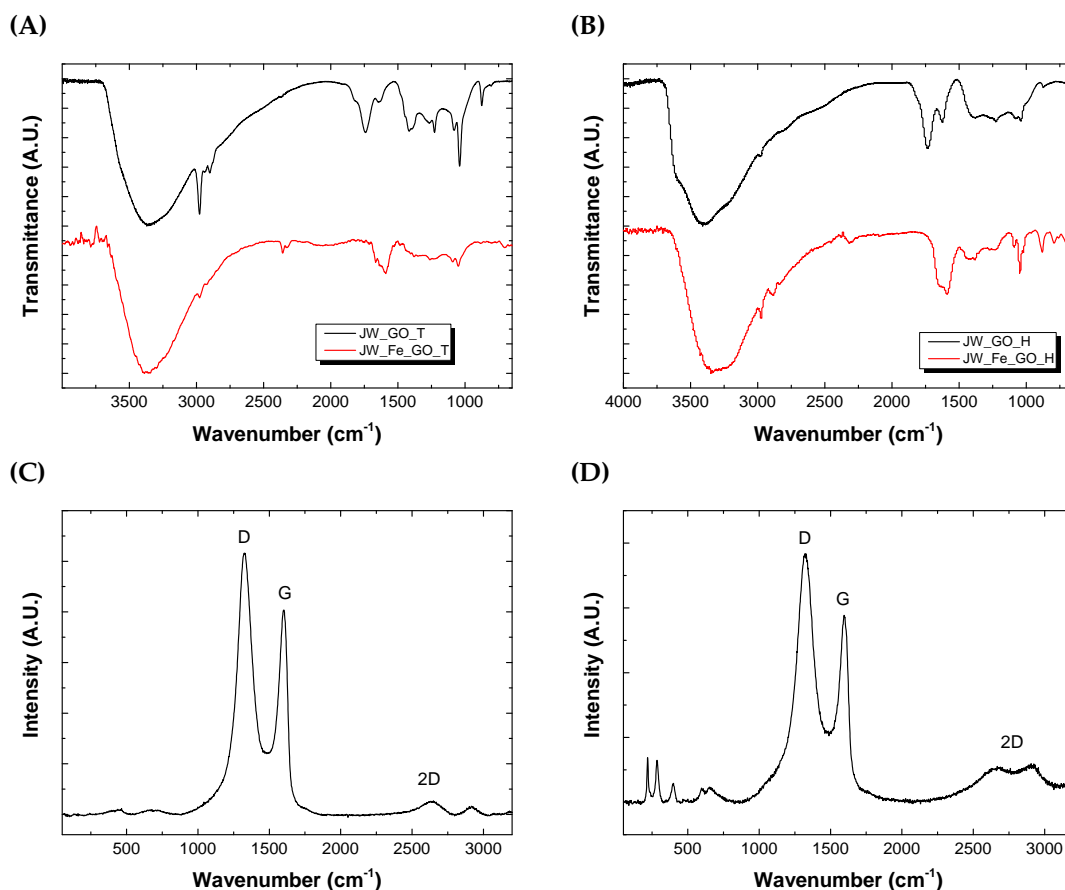 (A)
Transmittance (A.U.)
JW_GO_T
JW_Fe_GO_T
3500 3000 2500 2000 1500 1000
Wavenumber (cm⁻¹)
(B)
Transmittance (A.U.)
JW_GO_H
JW_Fe_GO_H
4000 3500 3000 2500 2000 1500 1000
Wavenumber (cm⁻¹)
(C)
Intensity (A.U.)
D
G
2D
500 1000 1500 2000 2500 3000
Wavenumber (cm⁻¹)
(D)
Intensity (A.U.)
D
G
2D
500 1000 1500 2000 2500 3000
Wavenumber (cm⁻¹)